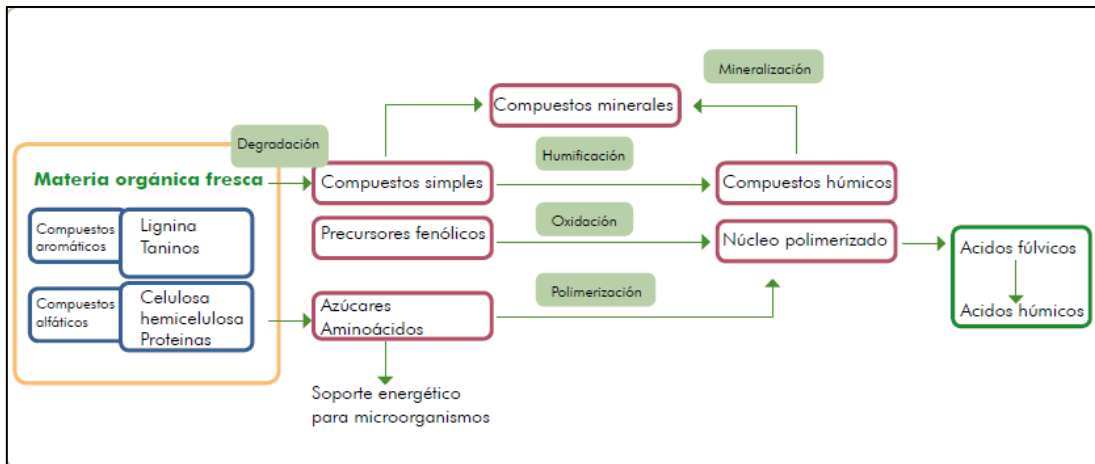 Mineralización
Compuestos minerales
Degradación
Humificación
Materia orgánica fresca
Compuestos simples
Compuestos húmicos
Compuestos
aromáticos
Lignina
Taninos
Precursores fenólicos
Oxidación
Núcleo polimerizado
Acidos fúlvicos
Acidos húmicos
Polimerización
Compuestos
alfáticos
Celulosa
hemicelulosa
Proteinas
Azúcares
Aminoácidos
Soporte energético
para microorganismos